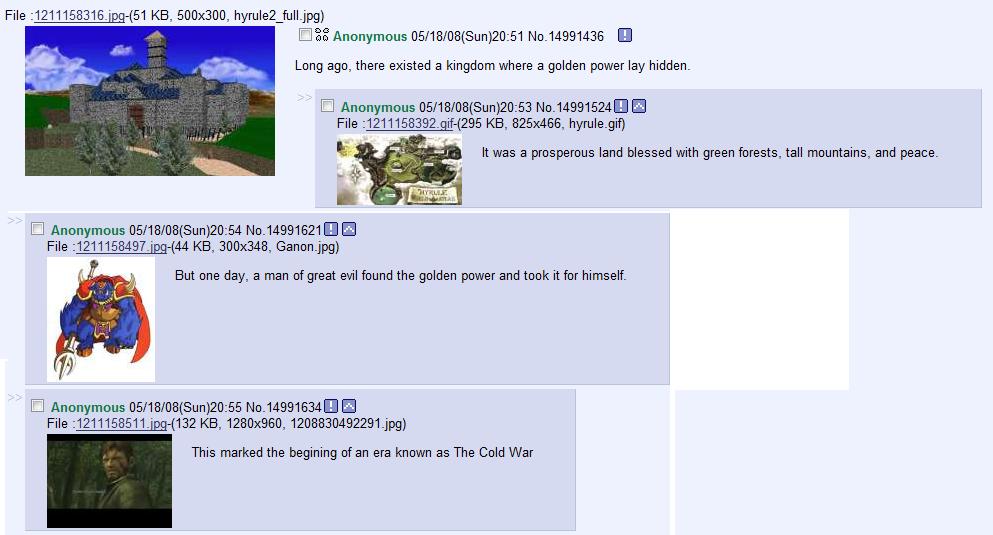 File :1211158316.jpg-(51 KB, 500x300, hyrule2_full.jpg)
Anonymous 05/18/08(Sun)20:51 No.14991436 !
Long ago, there existed a kingdom where a golden power lay hidden.
>> Anonymous 05/18/08(Sun)20:53 No.14991524 !
File :1211158392.gif-(295 KB, 825x466, hyrule.gif)
It was a prosperous land blessed with green forests, tall mountains, and peace.
HYRULE
>> Anonymous 05/18/08(Sun)20:54 No.14991621 !
File :1211158497.jpg-(44 KB, 300x348, Ganon.jpg)
But one day, a man of great evil found the golden power and took it for himself.
>> Anonymous 05/18/08(Sun)20:55 No.14991634 !
File :1211158511.jpg-(132 KB, 1280x960, 1208830492291.jpg)
This marked the begining of an era known as The Cold War